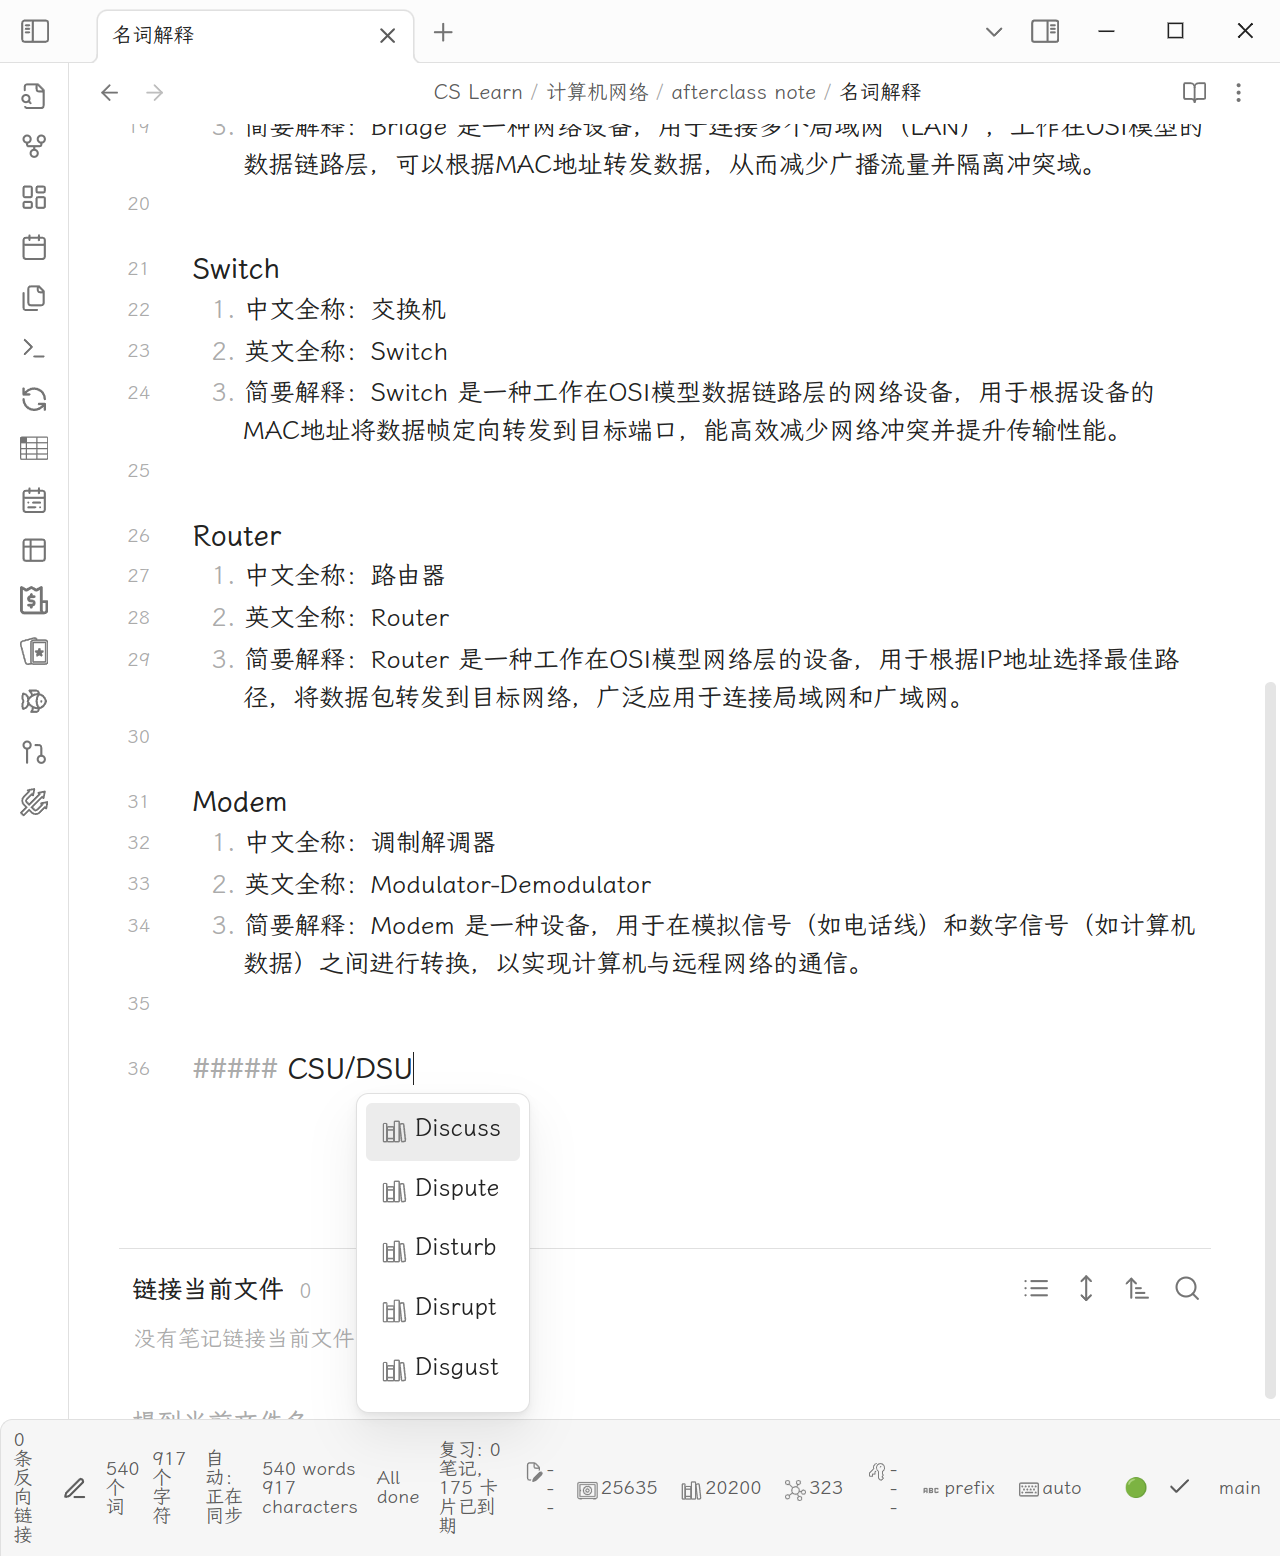 名词解释
CS Learn / 计算机网络 / afterclass note / 名词解释
19 3. 简要解释：Bridge 是一种网络设备，用于连接多个局域网（LAN），工作在OSI模型的
数据链路层，可以根据MAC地址转发数据，从而减少广播流量并隔离冲突域。
20
21 Switch
22 1. 中文全称：交换机
23 2. 英文全称：Switch
24 3. 简要解释：Switch 是一种工作在OSI模型数据链路层的网络设备，用于根据设备的
MAC地址将数据帧定向转发到目标端口，能高效减少网络冲突并提升传输性能。
25
26 Router
27 1. 中文全称：路由器
28 2. 英文全称：Router
29 3. 简要解释：Router 是一种工作在OSI模型网络层的设备，用于根据IP地址选择最佳路
径，将数据包转发到目标网络，广泛应用于连接局域网和广域网。
30
31 Modem
32 1. 中文全称：调制解调器
33 2. 英文全称：Modulator-Demodulator
34 3. 简要解释：Modem 是一种设备，用于在模拟信号（如电话线）和数字信号（如计算机
数据）之间进行转换，以实现计算机与远程网络的通信。
35
36 ##### CSU/DSU
Discuss
Dispute
Disturb
Disrupt
Disgust
链接当前文件 0
没有笔记链接当前文件
提到当前文件名
0
条
反
向
链
接
540
个
词
917
个
字
符
自
动：
正在
同步
540 words
917
characters
All
done
复习：0
笔记，
175 卡
片已到
期
-
-
-
25635
20200
323
-
-
-
ABC prefix
auto
main